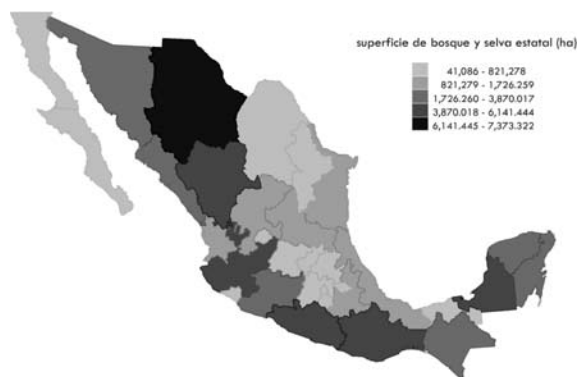 superficie de bosque y selva estatal (ha)
41,086 - 821,278
821,279 - 1,726.259
1,726.260 - 3,870.017
3,870.018 - 6,141.444
6,141.445 - 7,373.322